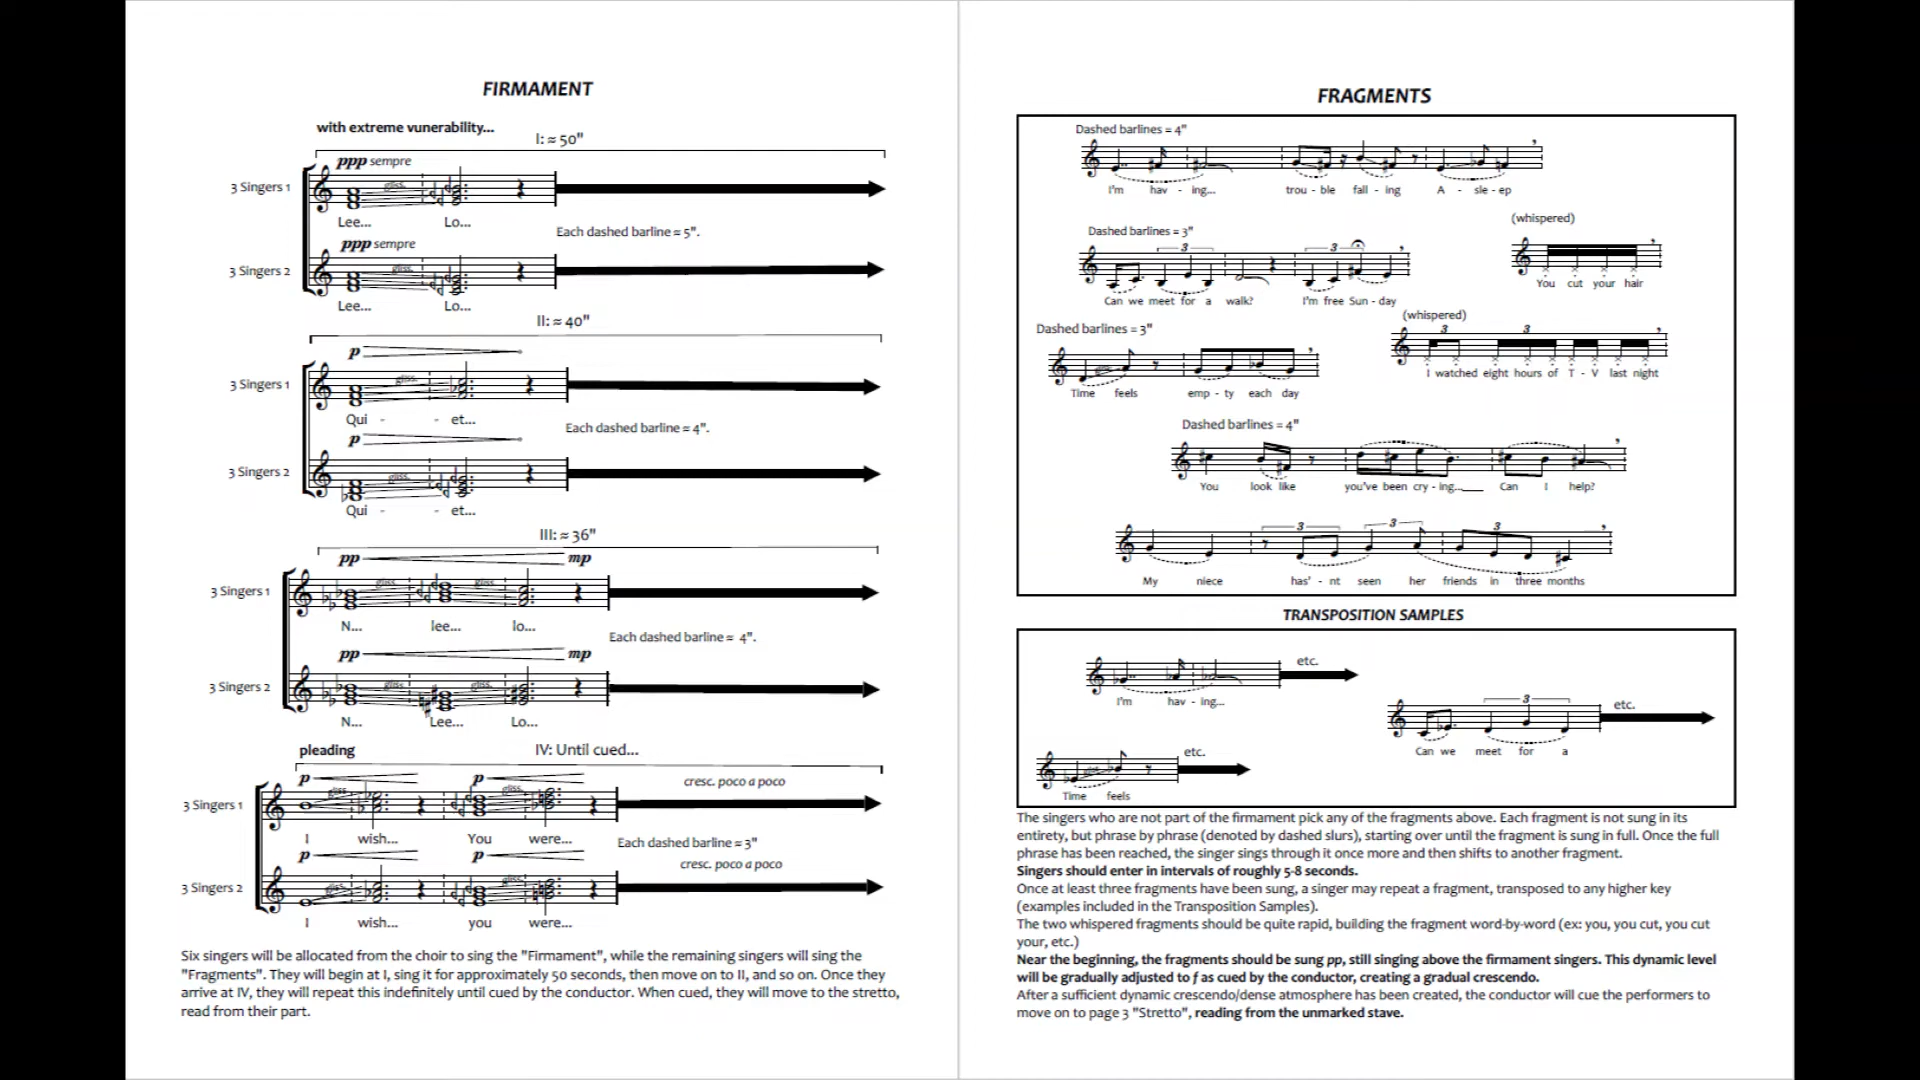 FIRMAMENT
with extreme vunerability...
I: ≈ 50"
ppp sempre
3 Singers 1
gliss.
Lee... Lo...
Each dashed barline ≈ 5".
ppp sempre
3 Singers 2
gliss.
Lee... Lo...
II: ≈ 40"
p
3 Singers 1
gliss.
Qui - - et...
Each dashed barline ≈ 4".
p
3 Singers 2
gliss.
Qui - - et...
III: ≈ 36"
pp mp
3 Singers 1
gliss. gliss.
N... lee... lo...
Each dashed barline ≈ 4".
pp mp
3 Singers 2
gliss. gliss.
N... Lee... Lo...
pleading
IV: Until cued...
p p
cresc. poco a poco
3 Singers 1
gliss. gliss.
I wish... You were...
Each dashed barline ≈ 3"
p p
cresc. poco a poco
3 Singers 2
gliss. gliss.
I wish... you were...
Six singers will be allocated from the choir to sing the "Firmament", while the remaining singers will sing the
"Fragments". They will begin at I, sing it for approximately 50 seconds, then move on to II, and so on. Once they
arrive at IV, they will repeat this indefinitely until cued by the conductor. When cued, they will move to the stretto,
read from their part.
FRAGMENTS
Dashed barlines = 4"
I'm hav - ing... trou - ble fall - ing A - sle - ep
Dashed barlines = 3"
3 3
Can we meet for a walk? I'm free Sun - day
(whispered)
You cut your hair
Dashed barlines = 3"
gliss.
Time feels emp - ty each day
(whispered)
3 3
I watched eight hours of T - V last night
Dashed barlines = 4"
You look like you've been cry - ing...___ Can I help?
3 3 3
My niece has' - nt seen her friends in three months
TRANSPOSITION SAMPLES
etc.
I'm hav - ing...
3
etc.
Can we meet for a
etc.
gliss.
Time feels
The singers who are not part of the firmament pick any of the fragments above. Each fragment is not sung in its
entirety, but phrase by phrase (denoted by dashed slurs), starting over until the fragment is sung in full. Once the full
phrase has been reached, the singer sings through it once more and then shifts to another fragment.
Singers should enter in intervals of roughly 5-8 seconds.
Once at least three fragments have been sung, a singer may repeat a fragment, transposed to any higher key
(examples included in the Transposition Samples).
The two whispered fragments should be quite rapid, building the fragment word-by-word (ex: you, you cut, you cut
your, etc.)
Near the beginning, the fragments should be sung pp, still singing above the firmament singers. This dynamic level
will be gradually adjusted to f as cued by the conductor, creating a gradual crescendo.
After a sufficient dynamic crescendo/dense atmosphere has been created, the conductor will cue the performers to
move on to page 3 "Stretto", reading from the unmarked stave.